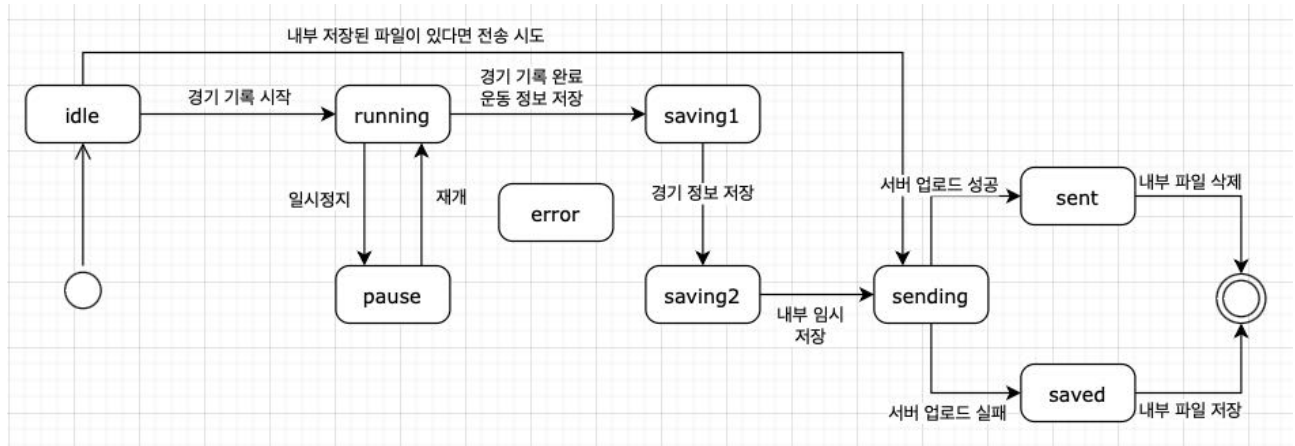 내부 저장된 파일이 있다면 전송 시도
idle
경기 기록 시작
running
경기 기록 완료
운동 정보 저장
saving1
일시정지
재개
error
경기 정보 저장
서버 업로드 성공
sent
내부 파일 삭제
pause
saving2
내부 임시
저장
sending
서버 업로드 실패
saved
내부 파일 저장